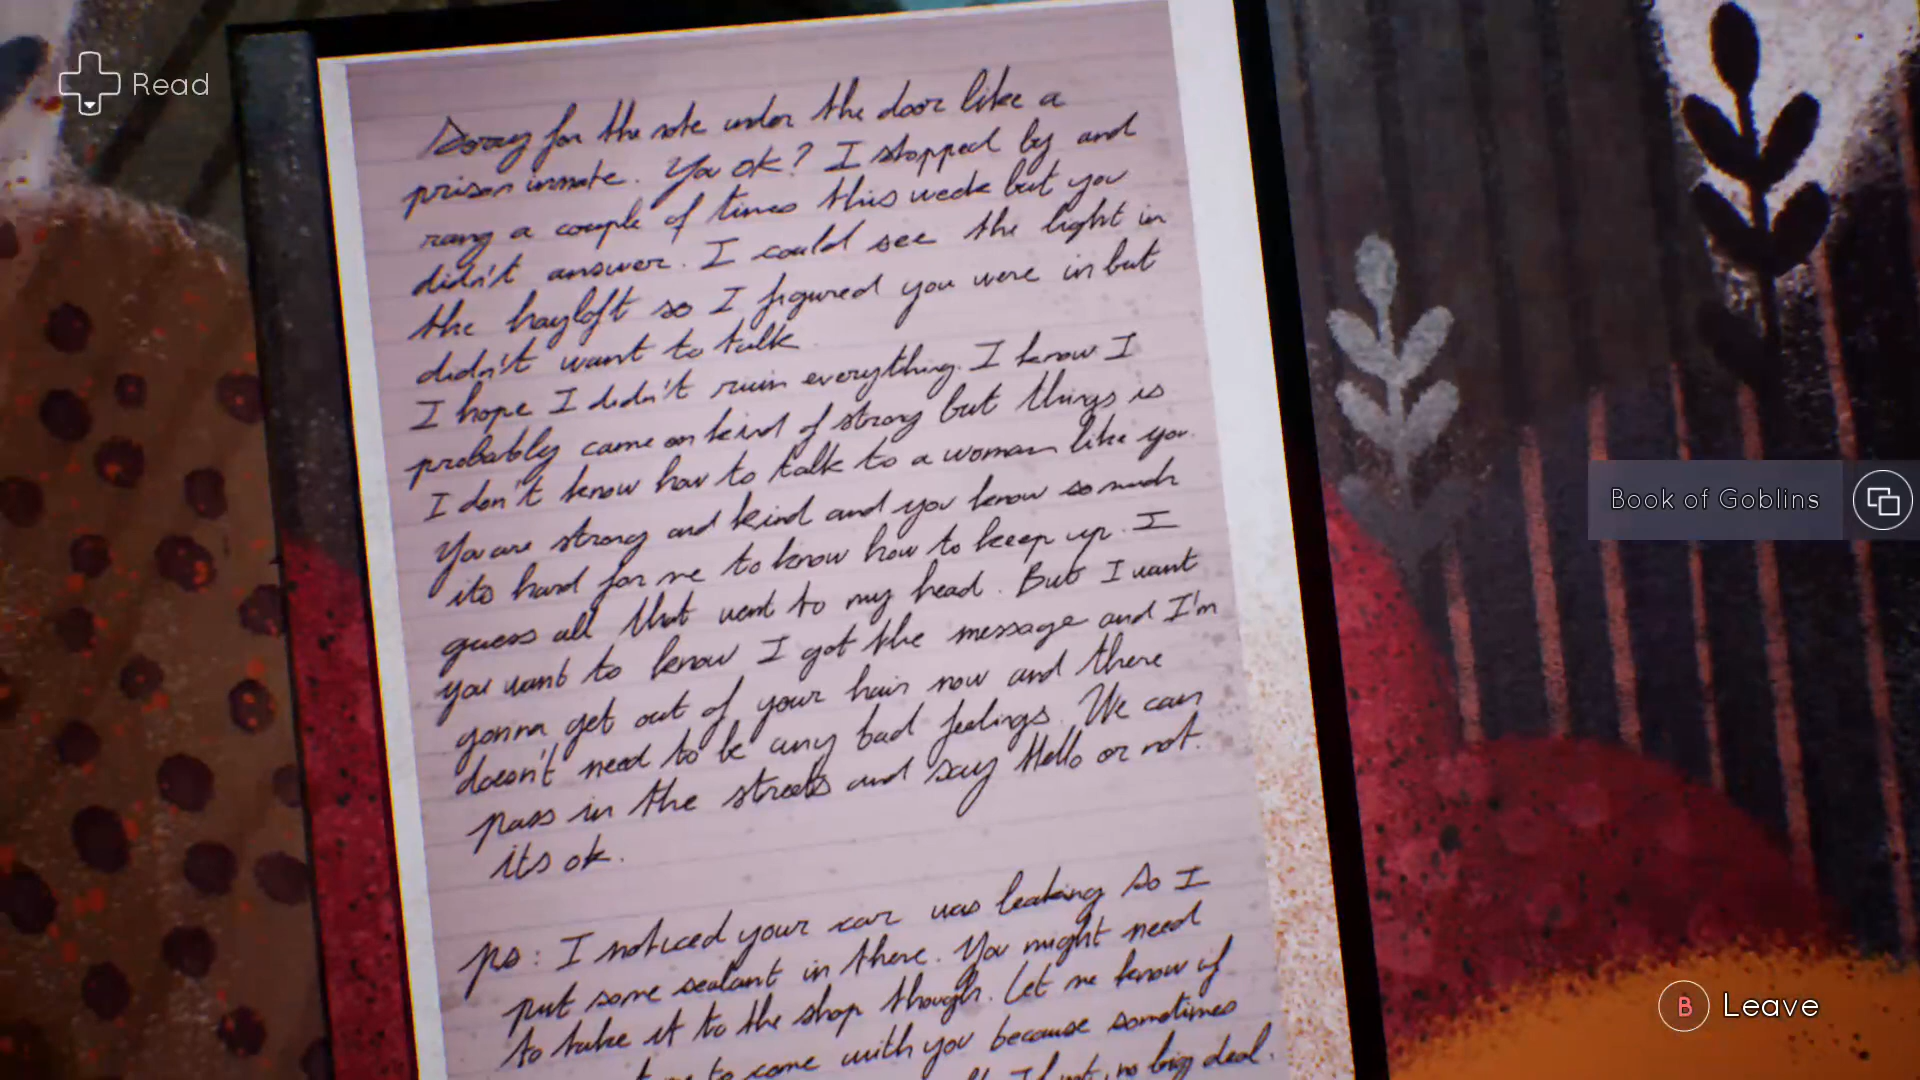 Read
Sorry for the note under the door like a
prison inmate. You ok? I stopped by and
rang a couple of times this week but you
didn't answer. I could see the light in
the hayloft so I figured you were in but
didn't want to talk.
I hope I didn't ruin everything. I know I
probably came on kind of strong but things is
I don't know how to talk to a woman like you.
You are strong and kind and you know so much
its hard for me to know how to keep up. I
guess all that went to my head. But I want
you want to know I got the message and I'm
gonna get out of your hair now and there
doesn't need to be any bad feelings. We can
pass in the streets and say Hello or not.
its ok.
ps: I noticed your car was leaking so I
put some sealant in there. You might need
to take it to the shop though. Let me know if
to come with you because sometimes
If not, no big deal.
Book of Goblins
B Leave